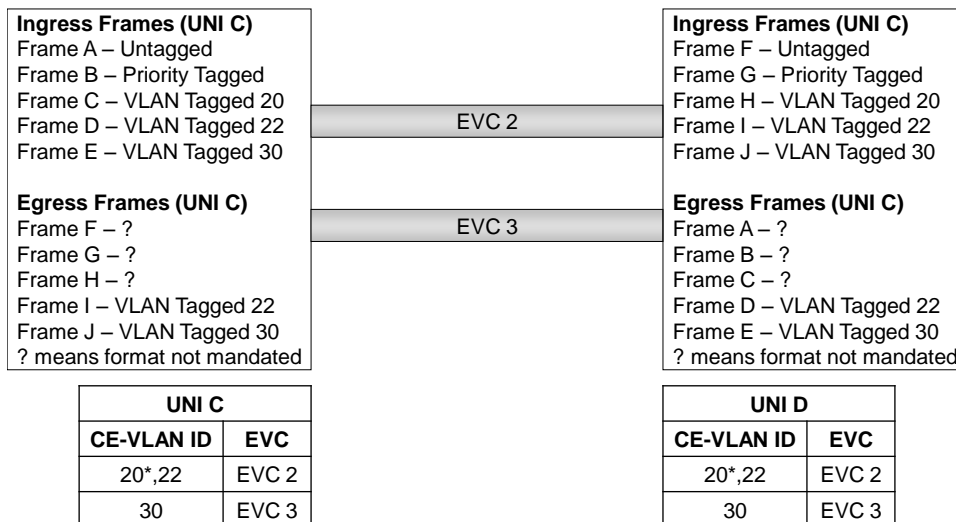 Ingress Frames (UNI C)
Frame A – Untagged
Frame B – Priority Tagged
Frame C – VLAN Tagged 20
Frame D – VLAN Tagged 22
Frame E – VLAN Tagged 30
Egress Frames (UNI C)
Frame F – ?
Frame G – ?
Frame H – ?
Frame I – VLAN Tagged 22
Frame J – VLAN Tagged 30
? means format not mandated
EVC 2
EVC 3
Ingress Frames (UNI C)
Frame F – Untagged
Frame G – Priority Tagged
Frame H – VLAN Tagged 20
Frame I – VLAN Tagged 22
Frame J – VLAN Tagged 30
Egress Frames (UNI C)
Frame A – ?
Frame B – ?
Frame C – ?
Frame D – VLAN Tagged 22
Frame E – VLAN Tagged 30
? means format not mandated
UNI C
CE-VLAN ID EVC
20*,22 EVC 2
30 EVC 3
UNI D
CE-VLAN ID EVC
20*,22 EVC 2
30 EVC 3